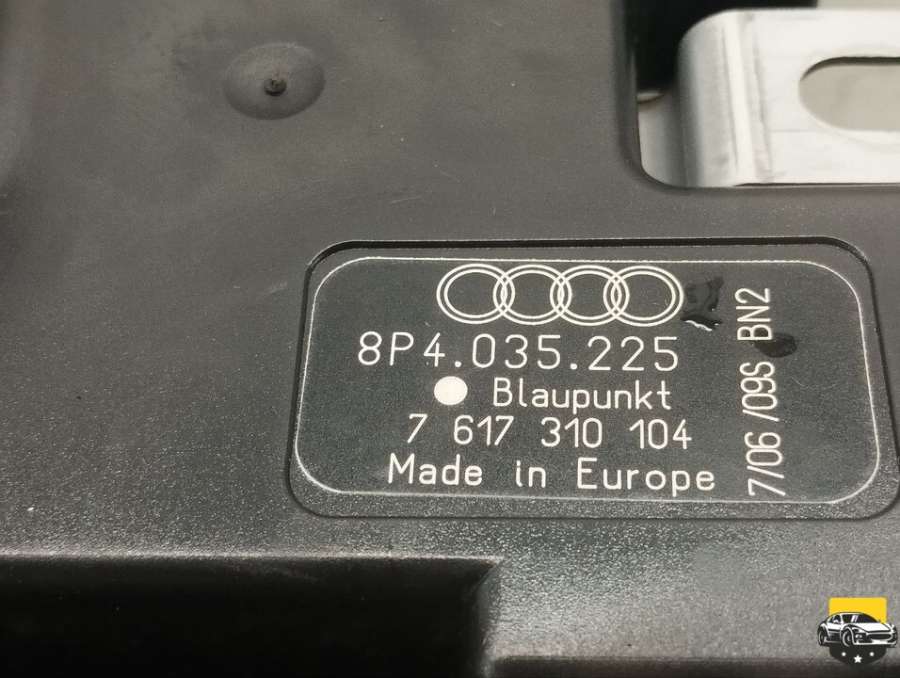 8P4.035.225
Blaupunkt
7 617 310 104
Made in Europe
7/06 /09S BN2